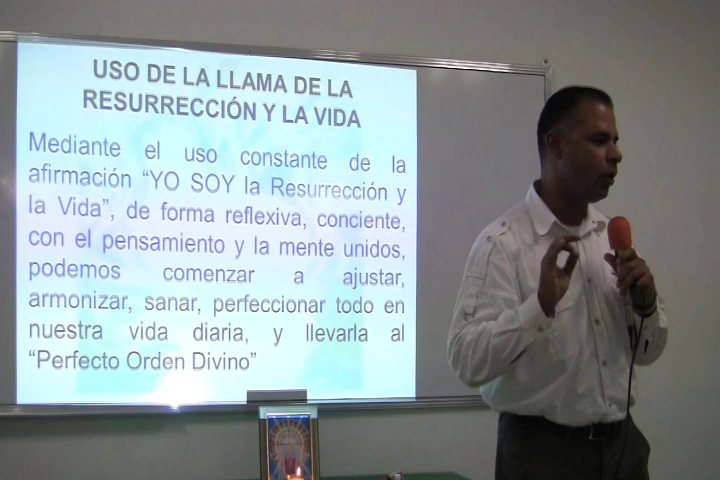 USO DE LA LLAMA DE LA
RESURRECCIÓN Y LA VIDA
Mediante el uso constante de la
afirmación “YO SOY la Resurrección y
la Vida”, de forma reflexiva, conciente,
con el pensamiento y la mente unidos,
podemos comenzar a ajustar,
armonizar, sanar, perfeccionar todo en
nuestra vida diaria, y llevarla al
“Perfecto Orden Divino”